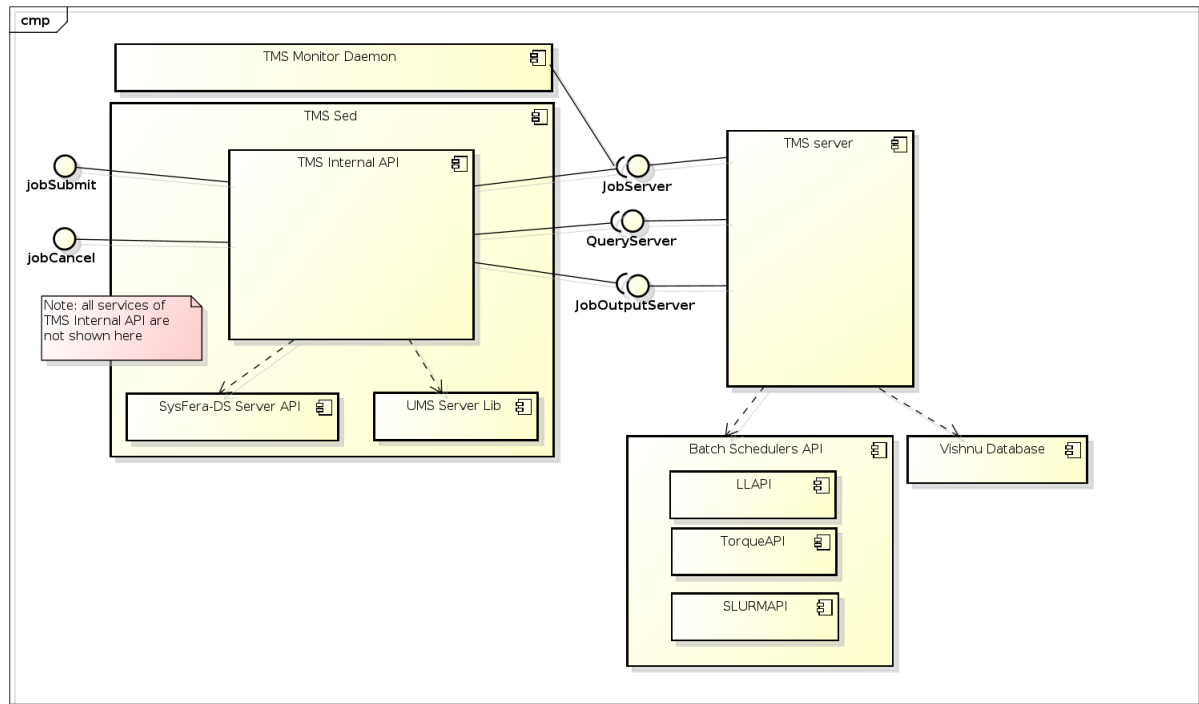 cmp
TMS Monitor Daemon
TMS Sed
TMS Internal API
TMS server
jobSubmit
JobServer
QueryServer
jobCancel
JobOutputServer
Note: all services of
TMS Internal API are
not shown here
SysFera-DS Server API
UMS Server Lib
Batch Schedulers API
Vishnu Database
LLAPI
TorqueAPI
SLURMAPI